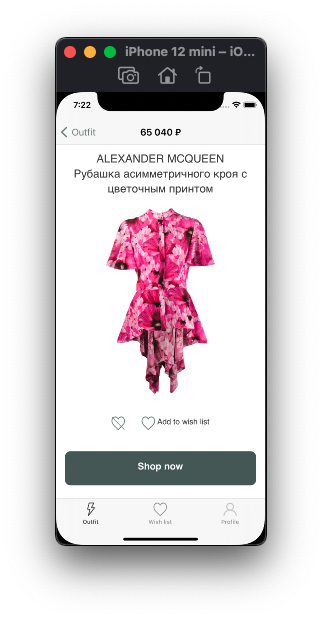 iPhone 12 mini – iO...
7:22
Outfit
65 040 ₽
ALEXANDER MCQUEEN
Рубашка асимметричного кроя с
цветочным принтом
Add to wish list
Shop now
Outfit
Wish list
Profile